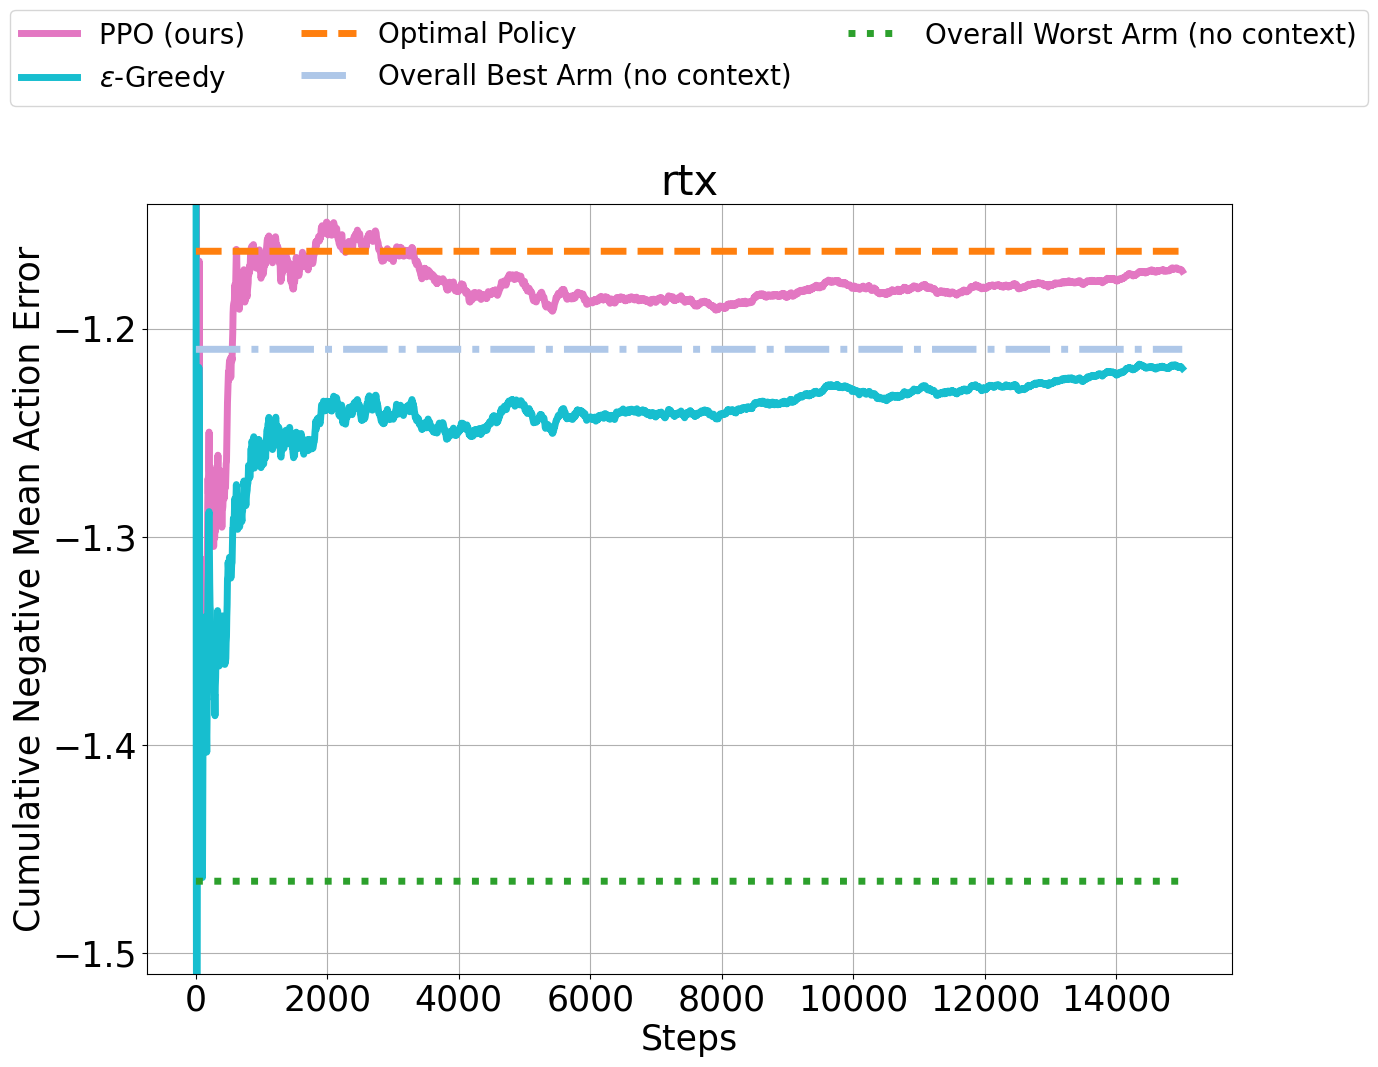 PPO (ours)
Optimal Policy
Overall Worst Arm (no context)
ε-Greedy
Overall Best Arm (no context)
rtx
Cumulative Negative Mean Action Error
−1.2
−1.3
−1.4
−1.5
0 2000 4000 6000 8000 10000 12000 14000
Steps